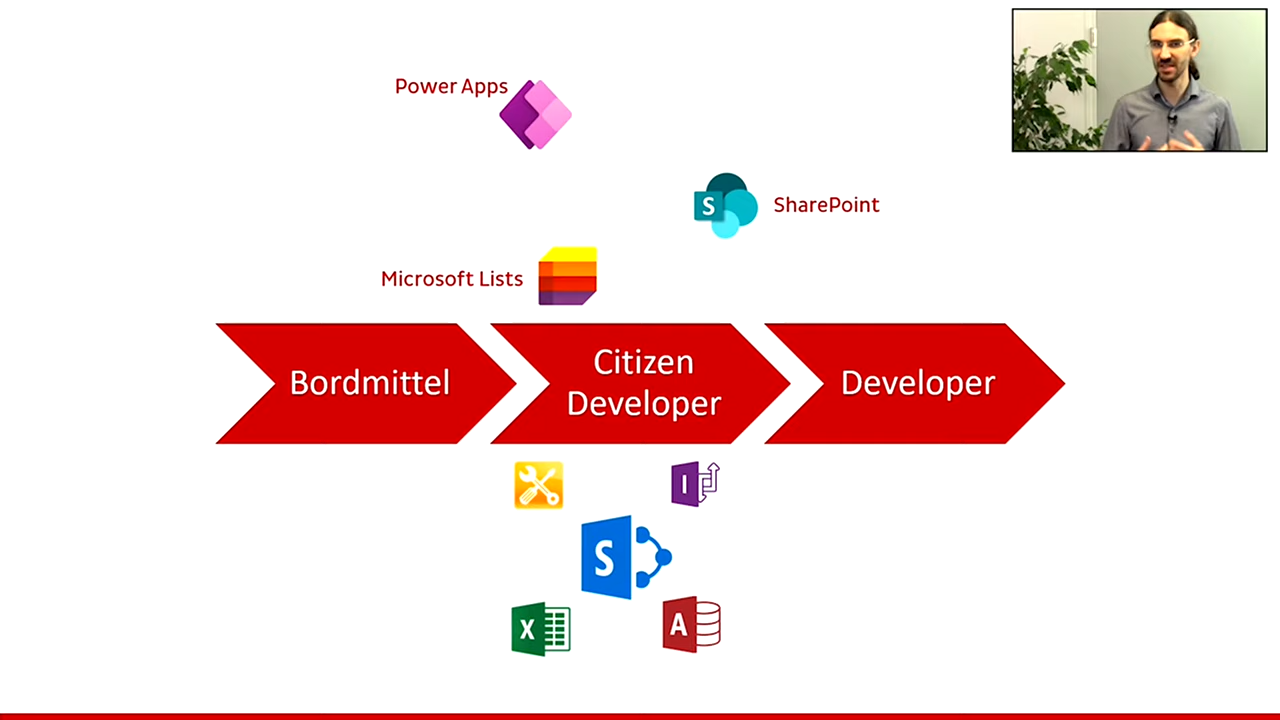 Power Apps
SharePoint
S
Microsoft Lists
Bordmittel
Citizen
Developer
Developer
I
S
X
A